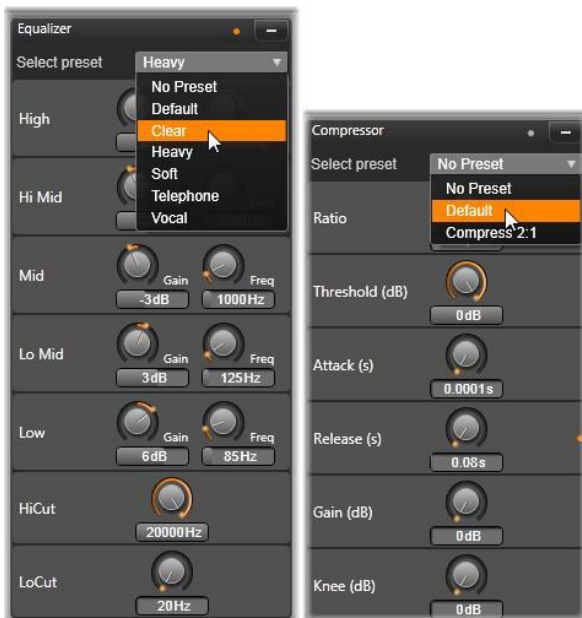 Equalizer
Select preset Heavy
No Preset
Default
Clear
Heavy
Soft
Telephone
Vocal
High
Hi Mid
Mid Gain Freq
-3dB 1000Hz
Lo Mid Gain Freq
3dB 125Hz
Low Gain Freq
6dB 85Hz
HiCut
20000Hz
LoCut
20Hz
Compressor
Select preset No Preset
No Preset
Default
Compress 2:1
Ratio
Threshold (dB)
0dB
Attack (s)
0.0001s
Release (s)
0.08s
Gain (dB)
0dB
Knee (dB)
0dB